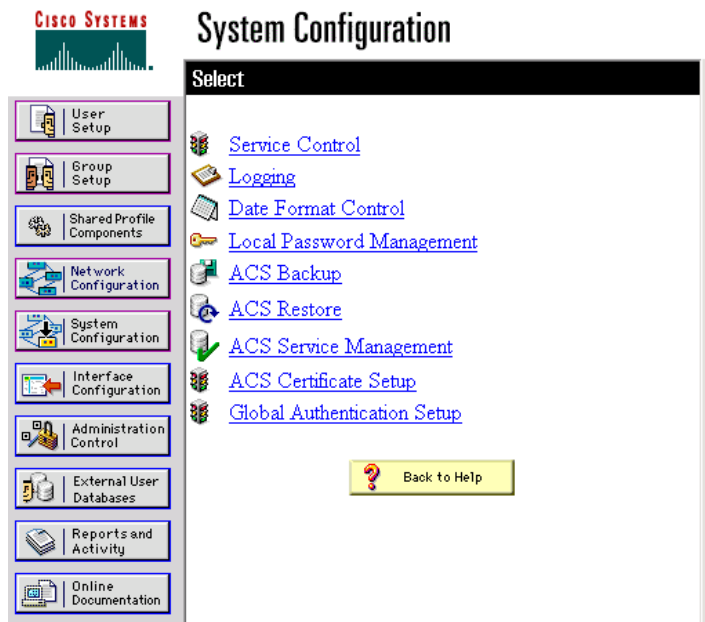 CISCO SYSTEMS
System Configuration
Select
User
Setup
Group
Setup
Shared Profile
Components
Network
Configuration
System
Configuration
Interface
Configuration
Administration
Control
External User
Databases
Reports and
Activity
Online
Documentation
Service Control
Logging
Date Format Control
Local Password Management
ACS Backup
ACS Restore
ACS Service Management
ACS Certificate Setup
Global Authentication Setup
Back to Help